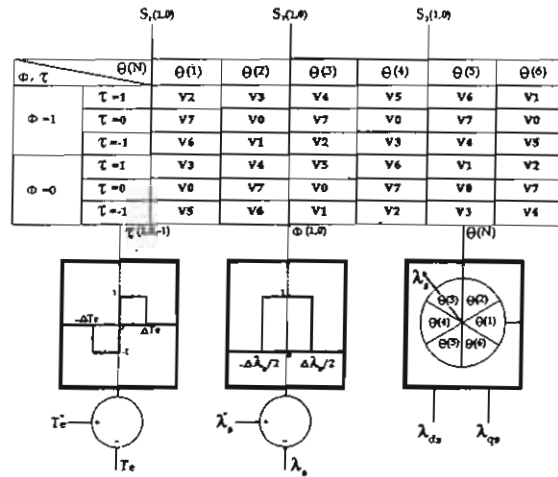 S₁(1,0) S₂(1,0) S₃(1,0)
Φ, τ θ(N) θ(1) θ(2) θ(3) θ(4) θ(5) θ(6)
Φ=1 τ=1 V2 V3 V4 V5 V6 V1
τ=0 V7 V0 V7 V0 V7 V0
τ=-1 V6 V1 V2 V3 V4 V5
Φ=0 τ=1 V3 V4 V5 V6 V1 V2
τ=0 V0 V7 V0 V7 V0 V7
τ=-1 V5 V6 V1 V2 V3 V4
-1) Φ(1,0) θ(N)
-ΔTe ΔTe
1
-1
1
-Δλₛ/2 Δλₛ/2
λₛ
θ(3) θ(2)
θ(4) θ(1)
θ(5) θ(6)
Te* + λₛ* +
- -
Te λₛ λds λqs